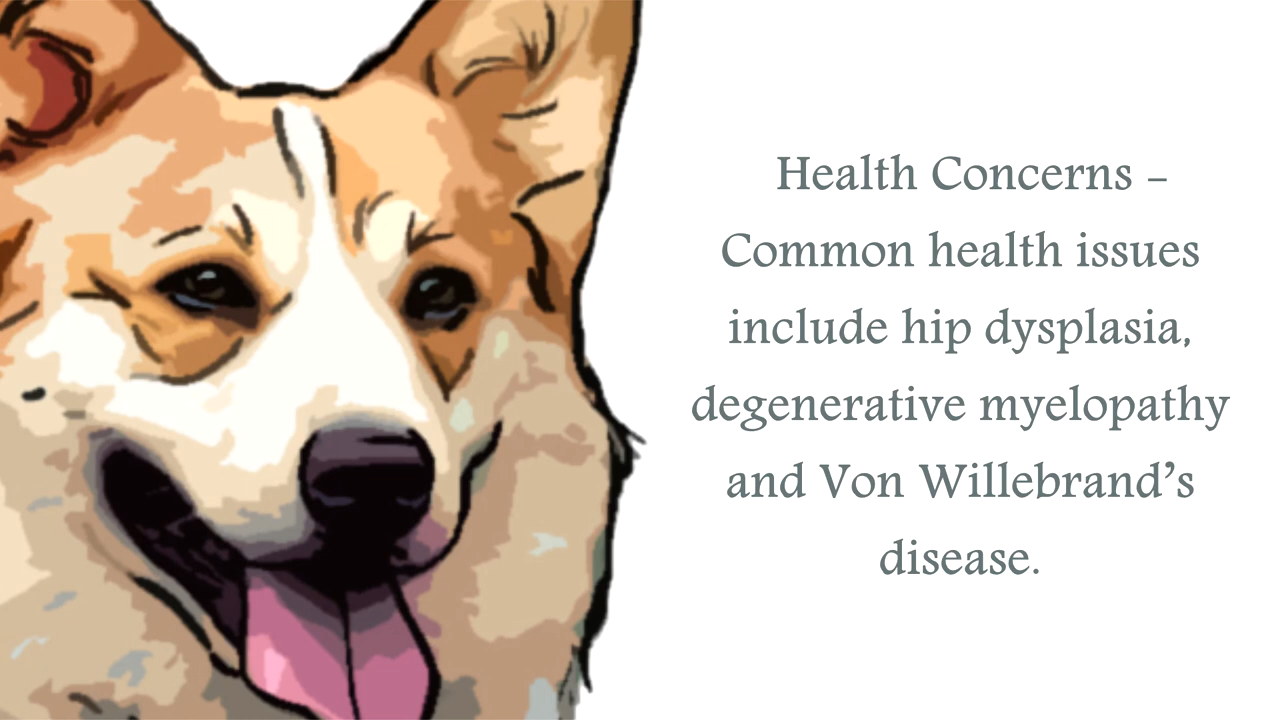 Health Concerns –
Common health issues
include hip dysplasia,
degenerative myelopathy
and Von Willebrand’s
disease.